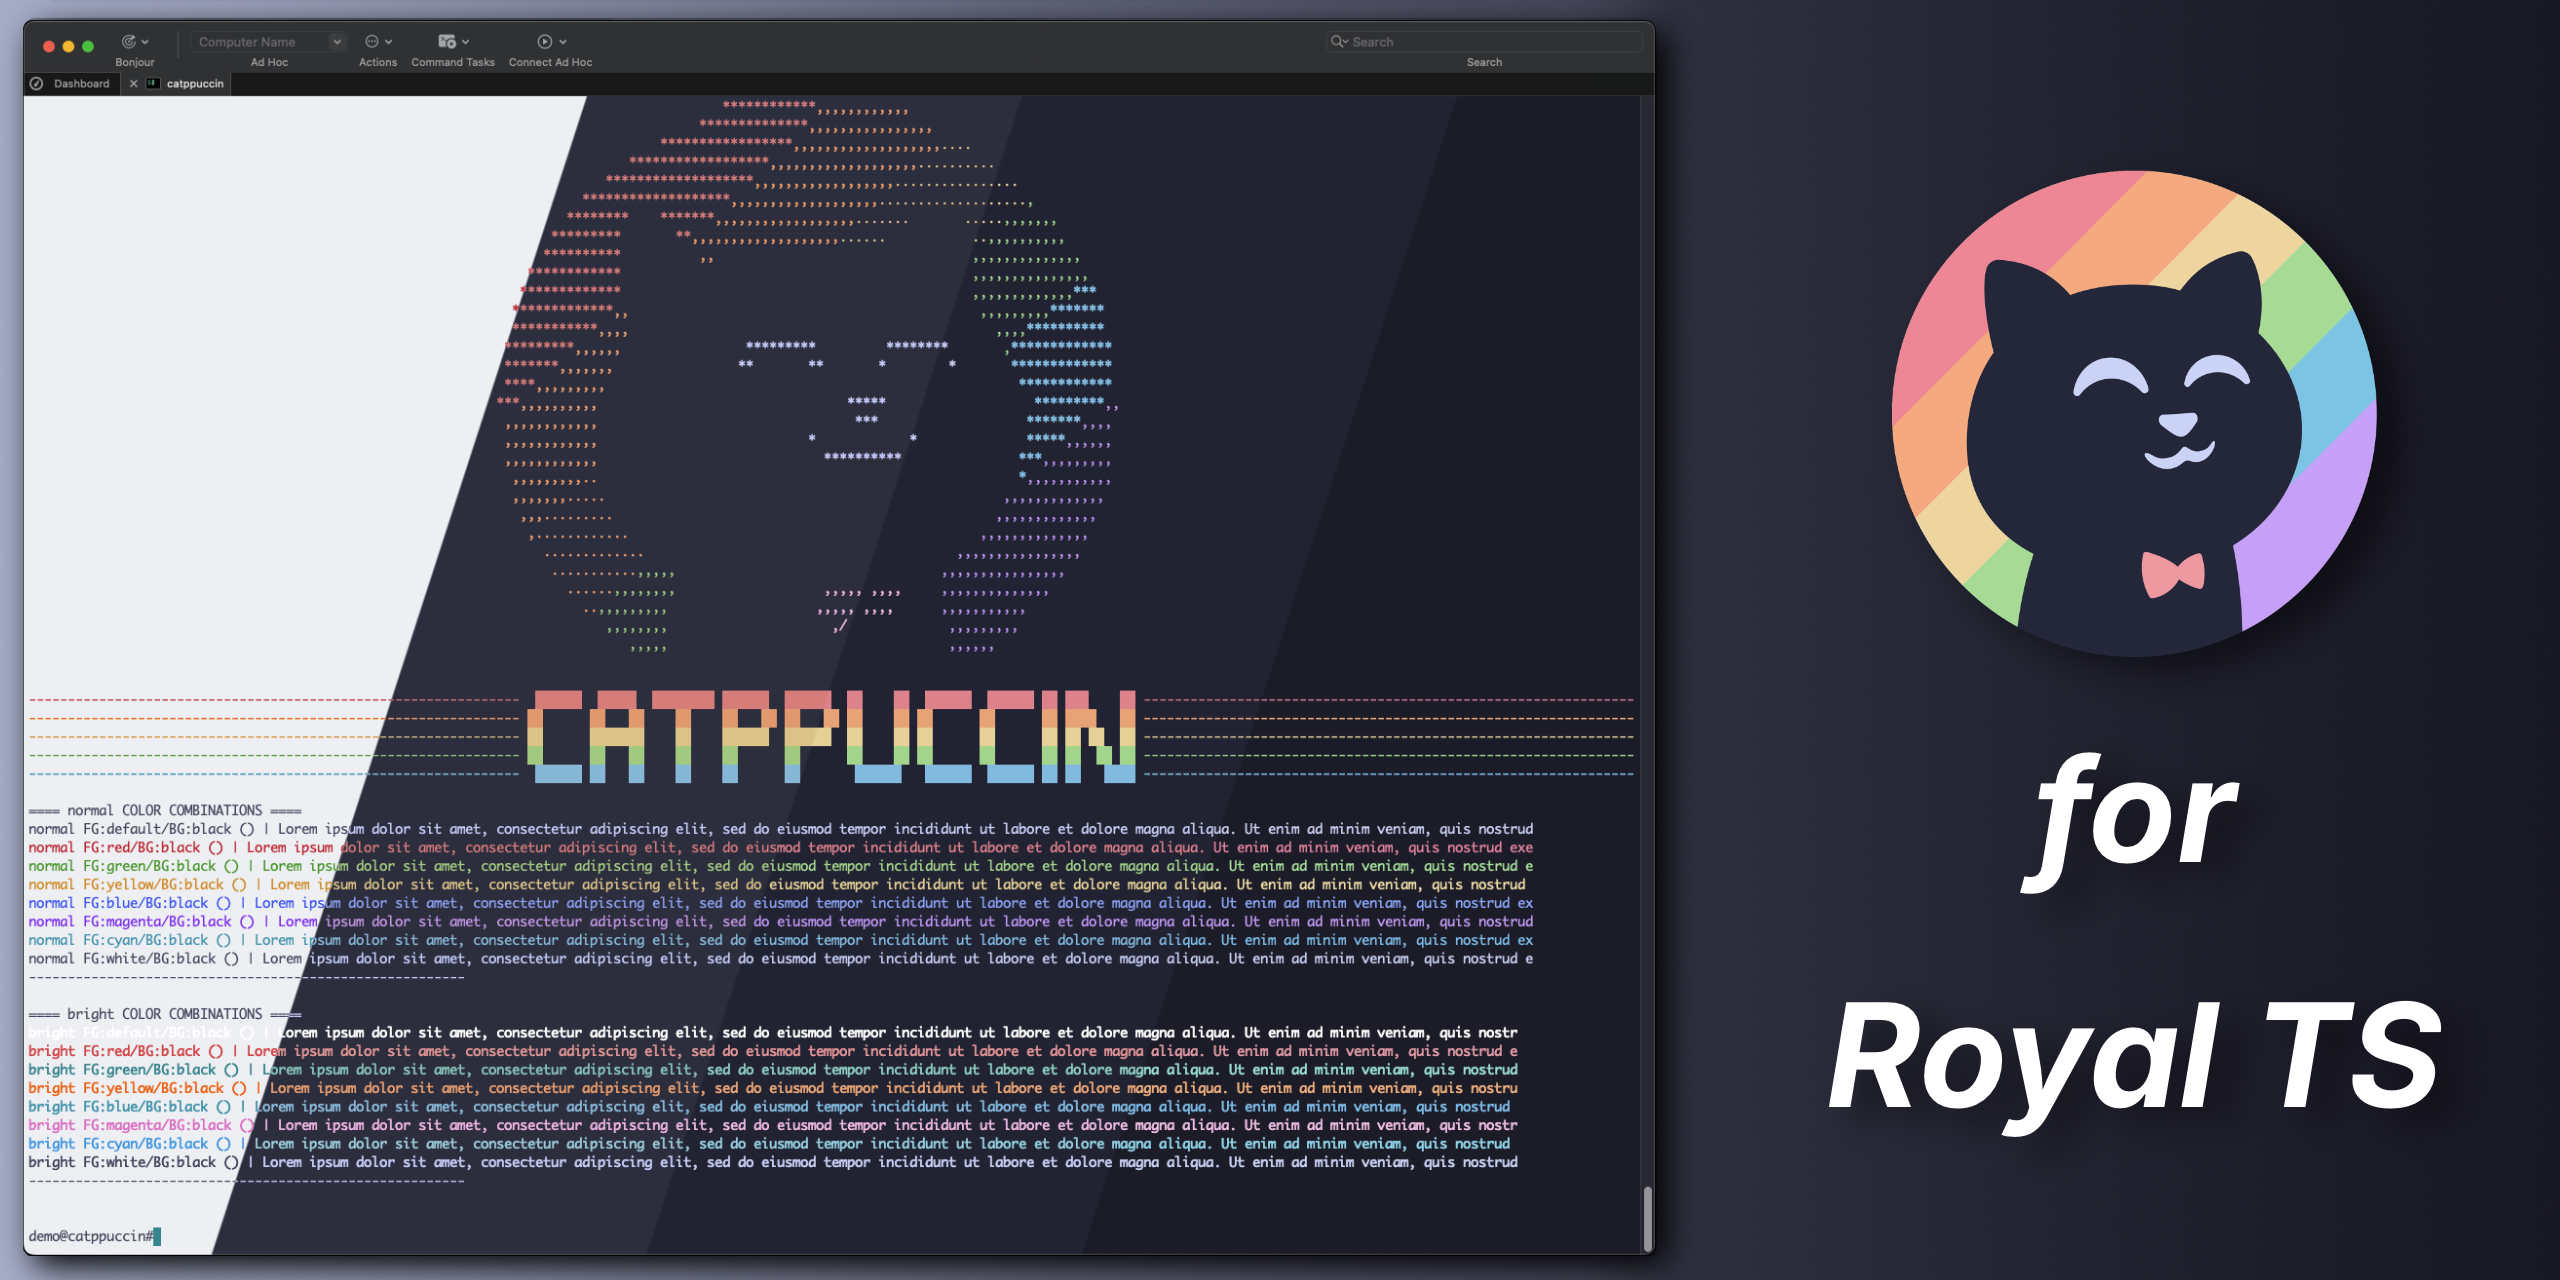 Computer Name
Search
Bonjour
Ad Hoc
Actions
Command Tasks
Connect Ad Hoc
Search
Dashboard
catppuccin
CATPPUCCIN
==== normal COLOR COMBINATIONS ====
normal FG:default/BG:black () | Lorem ipsum dolor sit amet, consectetur adipiscing elit, sed do eiusmod tempor incididunt ut labore et dolore magna aliqua. Ut enim ad minim veniam, quis nostrud
normal FG:red/BG:black () | Lorem ipsum dolor sit amet, consectetur adipiscing elit, sed do eiusmod tempor incididunt ut labore et dolore magna aliqua. Ut enim ad minim veniam, quis nostrud exe
normal FG:green/BG:black () | Lorem ipsum dolor sit amet, consectetur adipiscing elit, sed do eiusmod tempor incididunt ut labore et dolore magna aliqua. Ut enim ad minim veniam, quis nostrud e
normal FG:yellow/BG:black () | Lorem ipsum dolor sit amet, consectetur adipiscing elit, sed do eiusmod tempor incididunt ut labore et dolore magna aliqua. Ut enim ad minim veniam, quis nostrud
normal FG:blue/BG:black () | Lorem ipsum dolor sit amet, consectetur adipiscing elit, sed do eiusmod tempor incididunt ut labore et dolore magna aliqua. Ut enim ad minim veniam, quis nostrud ex
normal FG:magenta/BG:black () | Lorem ipsum dolor sit amet, consectetur adipiscing elit, sed do eiusmod tempor incididunt ut labore et dolore magna aliqua. Ut enim ad minim veniam, quis nostrud
normal FG:cyan/BG:black () | Lorem ipsum dolor sit amet, consectetur adipiscing elit, sed do eiusmod tempor incididunt ut labore et dolore magna aliqua. Ut enim ad minim veniam, quis nostrud ex
normal FG:white/BG:black () | Lorem ipsum dolor sit amet, consectetur adipiscing elit, sed do eiusmod tempor incididunt ut labore et dolore magna aliqua. Ut enim ad minim veniam, quis nostrud e
==== bright COLOR COMBINATIONS ====
bright FG:default/BG:black () | Lorem ipsum dolor sit amet, consectetur adipiscing elit, sed do eiusmod tempor incididunt ut labore et dolore magna aliqua. Ut enim ad minim veniam, quis nostr
bright FG:red/BG:black () | Lorem ipsum dolor sit amet, consectetur adipiscing elit, sed do eiusmod tempor incididunt ut labore et dolore magna aliqua. Ut enim ad minim veniam, quis nostrud e
bright FG:green/BG:black () | Lorem ipsum dolor sit amet, consectetur adipiscing elit, sed do eiusmod tempor incididunt ut labore et dolore magna aliqua. Ut enim ad minim veniam, quis nostrud
bright FG:yellow/BG:black () | Lorem ipsum dolor sit amet, consectetur adipiscing elit, sed do eiusmod tempor incididunt ut labore et dolore magna aliqua. Ut enim ad minim veniam, quis nostru
bright FG:blue/BG:black () | Lorem ipsum dolor sit amet, consectetur adipiscing elit, sed do eiusmod tempor incididunt ut labore et dolore magna aliqua. Ut enim ad minim veniam, quis nostrud
bright FG:magenta/BG:black () | Lorem ipsum dolor sit amet, consectetur adipiscing elit, sed do eiusmod tempor incididunt ut labore et dolore magna aliqua. Ut enim ad minim veniam, quis nostr
bright FG:cyan/BG:black () | Lorem ipsum dolor sit amet, consectetur adipiscing elit, sed do eiusmod tempor incididunt ut labore et dolore magna aliqua. Ut enim ad minim veniam, quis nostrud
bright FG:white/BG:black () | Lorem ipsum dolor sit amet, consectetur adipiscing elit, sed do eiusmod tempor incididunt ut labore et dolore magna aliqua. Ut enim ad minim veniam, quis nostrud
demo@catppuccin#
for
Royal TS